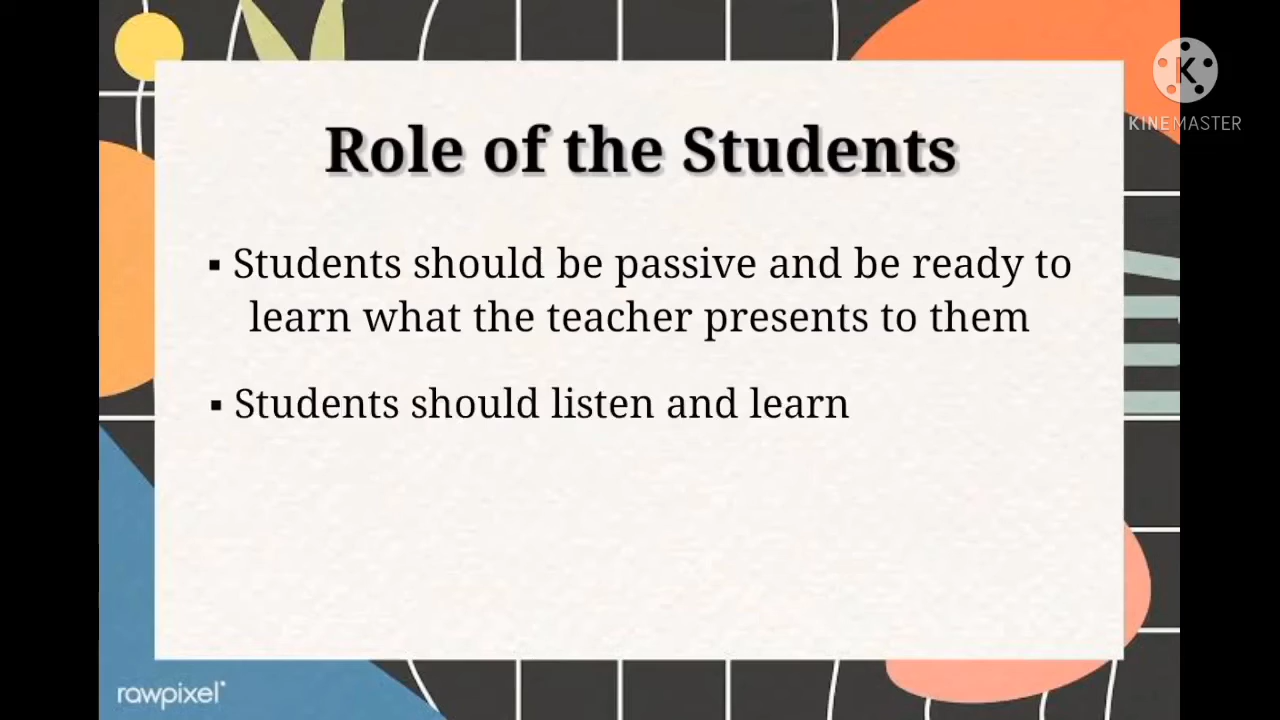 K
KINEMASTER
Role of the Students
▪ Students should be passive and be ready to
learn what the teacher presents to them
▪ Students should listen and learn
rawpixel